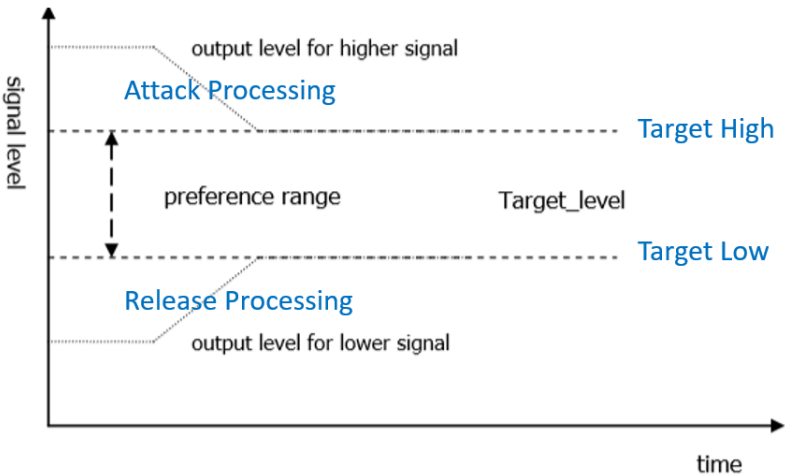 output level for higher signal
Attack Processing
signal level
Target High
preference range
Target_level
Target Low
Release Processing
output level for lower signal
time